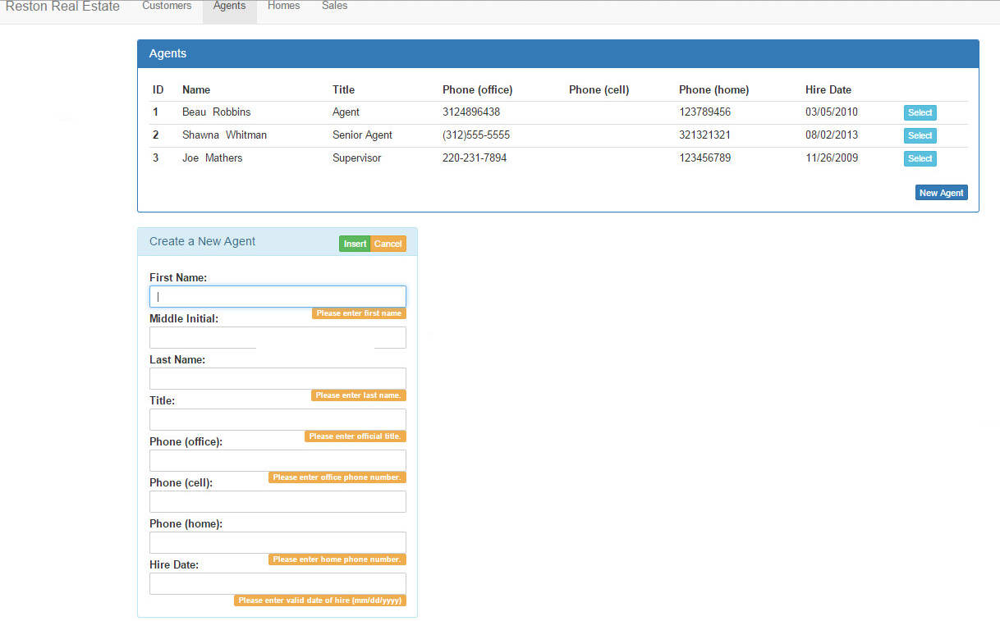 Reston Real Estate Customers Agents Homes Sales
Agents
ID Name Title Phone (office) Phone (cell) Phone (home) Hire Date
1 Beau Robbins Agent 3124896438 123789456 03/05/2010 Select
2 Shawna Whitman Senior Agent (312)555-5555 321321321 08/02/2013 Select
3 Joe Mathers Supervisor 220-231-7894 123456789 11/26/2009 Select
New Agent
Create a New Agent Insert Cancel
First Name:
Please enter first name
Middle Initial:
Last Name:
Please enter last name.
Title:
Please enter official title.
Phone (office):
Please enter office phone number.
Phone (cell):
Phone (home):
Please enter home phone number.
Hire Date:
Please enter valid date of hire (mm/dd/yyyy)